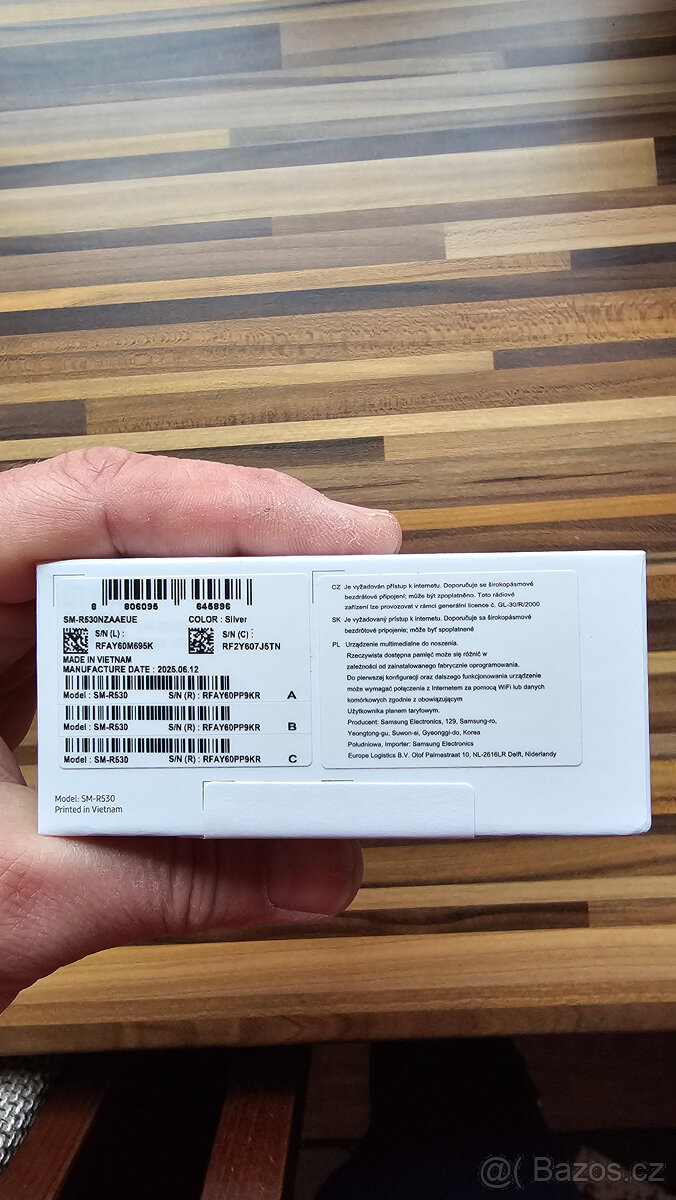 8 806095 645896
SM-R530NZAAEUE COLOR : Silver
S/N (L) : S/N (C) :
RFAY60M695K RF2Y607J5TN
MADE IN VIETNAM
MANUFACTURE DATE : 2025.06.12
Model : SM-R530 S/N (R) : RFAY60PP9KR A
Model : SM-R530 S/N (R) : RFAY60PP9KR B
Model : SM-R530 S/N (R) : RFAY60PP9KR C
Model: SM-R530
Printed in Vietnam
CZ Je vyžadován přístup k internetu. Doporučuje se širokopásmové
bezdrátové připojení; může být zpoplatněno. Toto rádiové
zařízení lze provozovat v rámci generální licence č. GL-30/R/2000
SK Je vyžadovaný prístup k internetu. Doporučuje se širokopásmové
bezdrátové pripojenie; môže byť spoplatnené
PL Urządzenie multimedialne do noszenia.
Rzeczywista dostępna pamięć może się różnić w
zależności od zainstalowanego fabrycznie oprogramowania.
Do pierwszej konfiguracji oraz dalszego funkcjonowania urządzenie
może wymagać połączenia z Internetem za pomocą WiFi lub danych
komórkowych zgodnie z obowiązującym
Użytkownika planem taryfowym.
Producent: Samsung Electronics, 129, Samsung-ro,
Yeongtong-gu, Suwon-si, Gyeonggi-do, Korea
Południowa, Importer: Samsung Electronics
Europe Logistics B.V. Olof Palmestraat 10, NL-2616LR Delft, Niderlandy
@( Bazos.cz